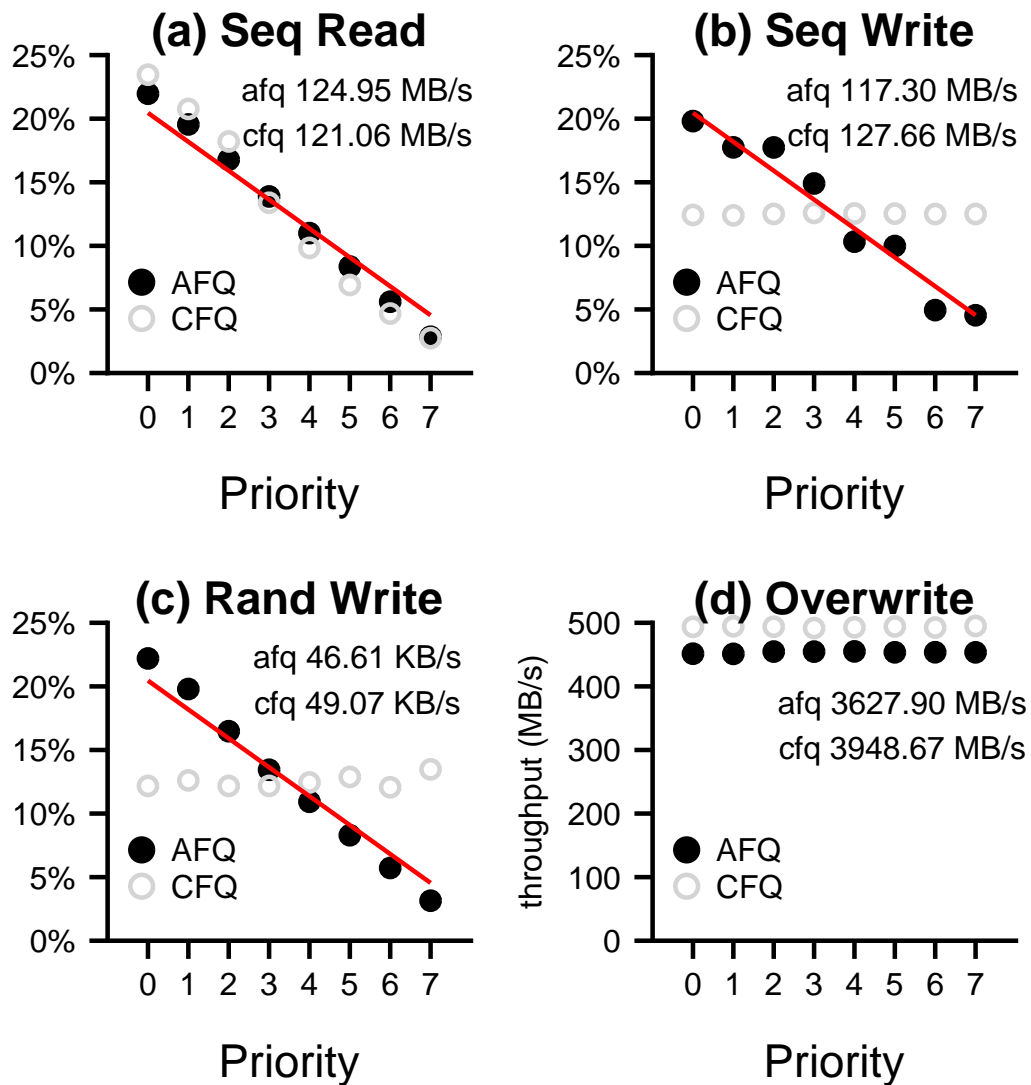 (a) Seq Read
25%
20%
15%
10%
5%
0%
afq 124.95 MB/s
cfq 121.06 MB/s
AFQ
CFQ
0 1 2 3 4 5 6 7
Priority
(b) Seq Write
25%
20%
15%
10%
5%
0%
afq 117.30 MB/s
cfq 127.66 MB/s
AFQ
CFQ
0 1 2 3 4 5 6 7
Priority
(c) Rand Write
25%
20%
15%
10%
5%
0%
afq 46.61 KB/s
cfq 49.07 KB/s
AFQ
CFQ
0 1 2 3 4 5 6 7
Priority
(d) Overwrite
throughput (MB/s)
500
400
300
200
100
0
afq 3627.90 MB/s
cfq 3948.67 MB/s
AFQ
CFQ
0 1 2 3 4 5 6 7
Priority